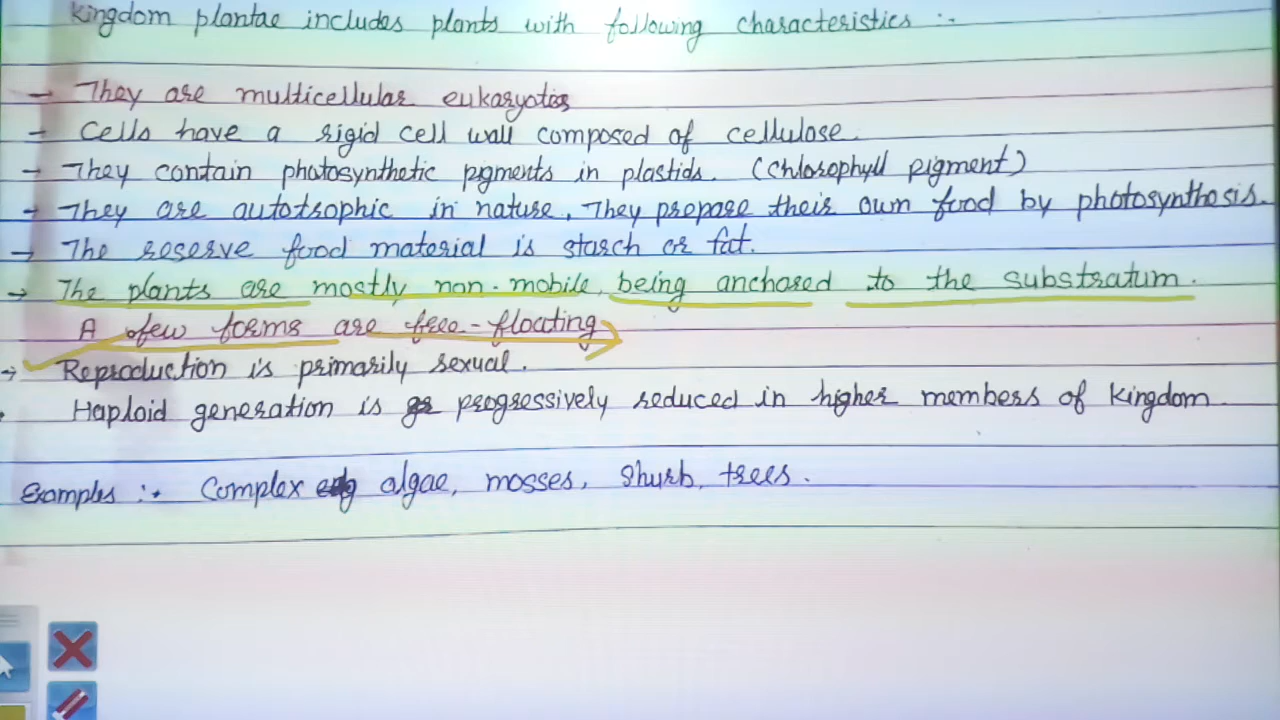 Kingdom plantae includes plants with following characteristics :-
→ They are multicellular eukaryotes
→ Cells have a rigid cell wall composed of cellulose.
→ They contain photosynthetic pigments in plastids. (Chlorophyll pigment)
→ They are autotrophic in nature, They prepare their own food by photosynthesis.
→ The reserve food material is starch or fat.
→ The plants are mostly non-mobile, being anchored to the substratum.
A few forms are free-floating
→ Reproduction is primarily sexual.
Haploid generation is progressively reduced in higher members of kingdom
Examples :- Complex algae, mosses, Shurb, trees.